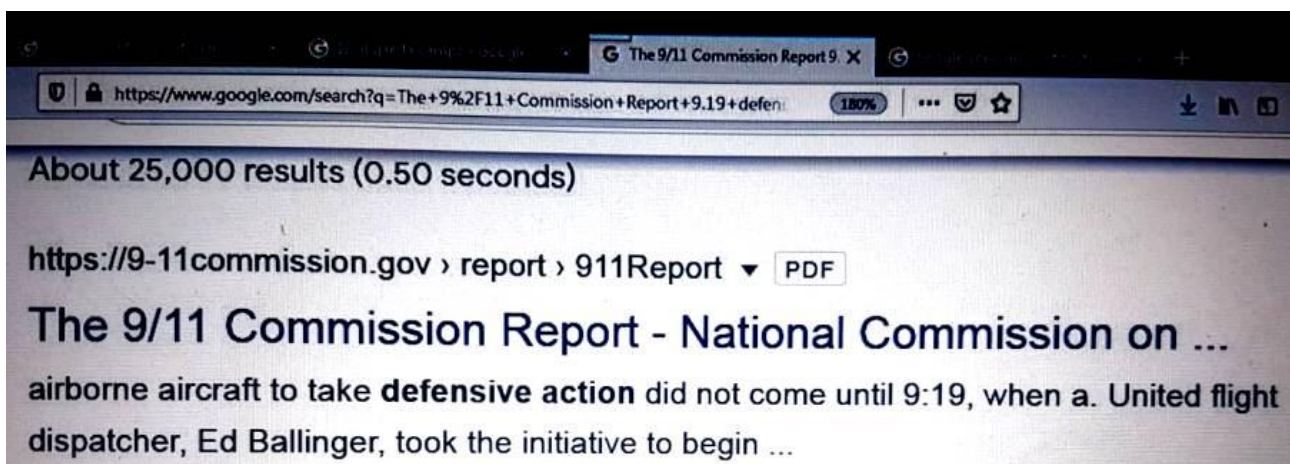 The 9/11 Commission Report 9
https://www.google.com/search?q=The+9%2F11+Commission+Report+9.19+defen
180%
About 25,000 results (0.50 seconds)
https://9-11commission.gov › report › 911Report PDF
The 9/11 Commission Report - National Commission on ...
airborne aircraft to take defensive action did not come until 9:19, when a. United flight
dispatcher, Ed Ballinger, took the initiative to begin ...